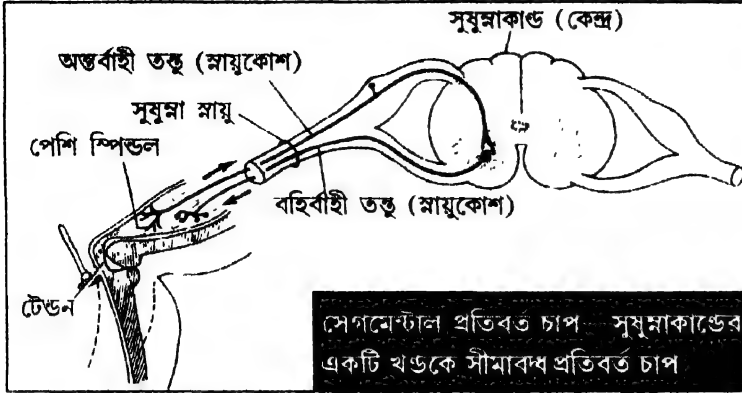 সুষুম্নাকাণ্ড (কেন্দ্র)
অন্তর্বাহী তন্তু (স্নায়ুকোশ)
সুষুম্না স্নায়ু
পেশি স্পিন্ডল
বহির্বাহী তন্তু (স্নায়ুকোশ)
টেন্ডন
সেগমেন্টাল প্রতিবর্ত চাপ সুষুম্নাকাণ্ডের
একটি খণ্ডকে সীমাবদ্ধ প্রতিবর্ত চাপ